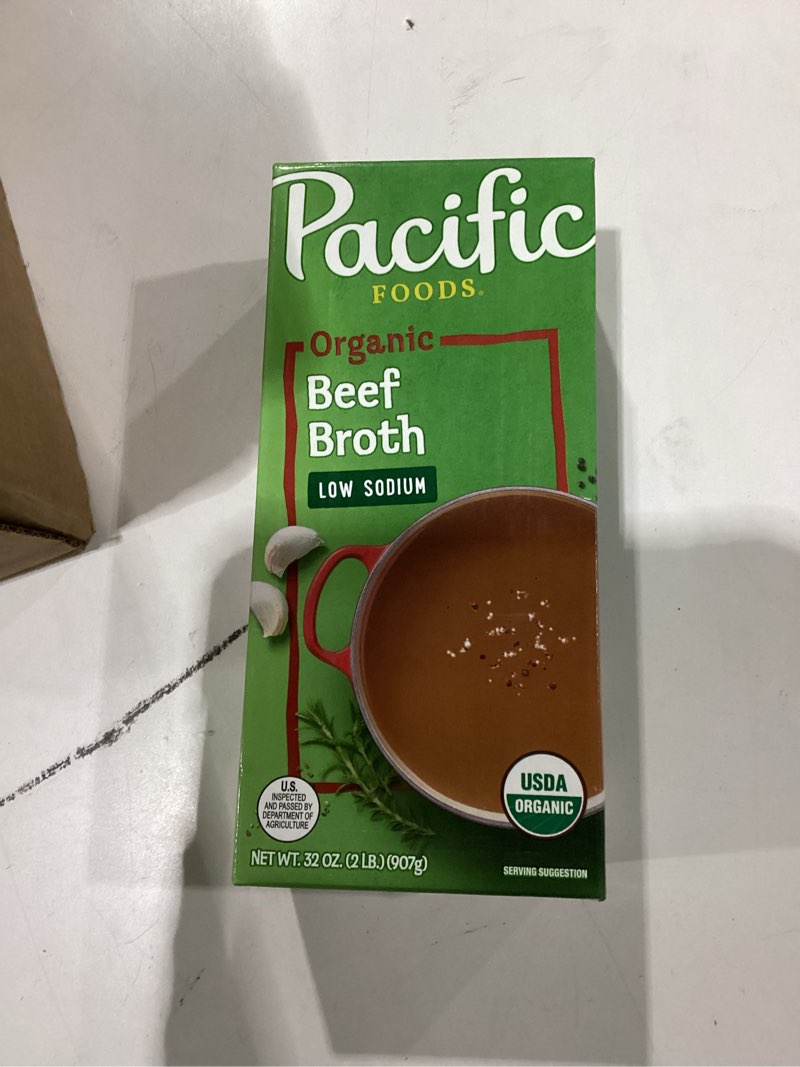 Pacific
FOODS®
Organic
Beef
Broth
LOW SODIUM
USDA
ORGANIC
U.S.
INSPECTED
AND PASSED BY
DEPARTMENT OF
AGRICULTURE
NET WT. 32 OZ. (2 LB.) (907g)
SERVING SUGGESTION